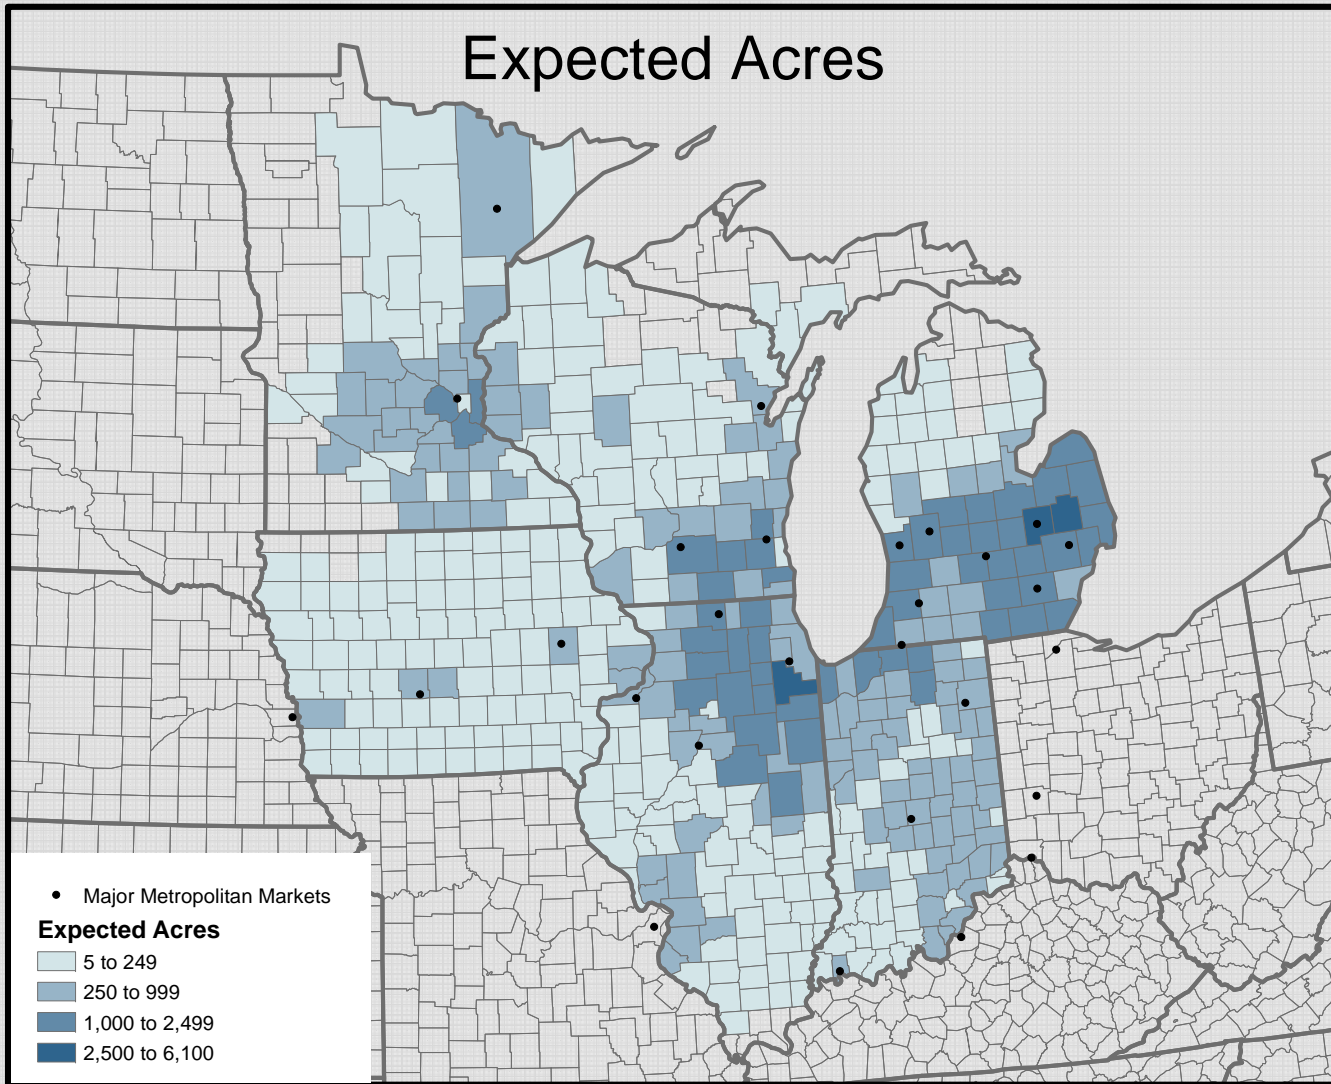 Expected Acres
Major Metropolitan Markets
Expected Acres
5 to 249
250 to 999
1,000 to 2,499
2,500 to 6,100